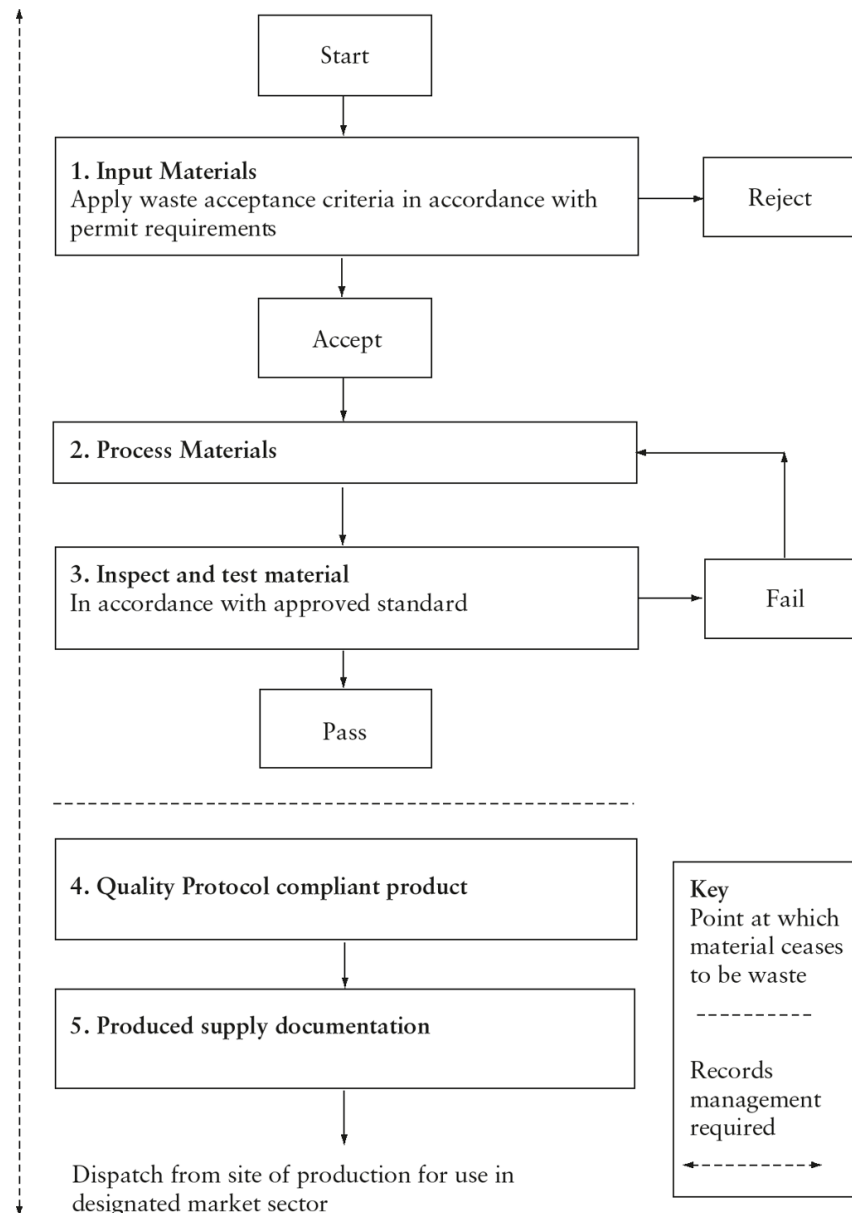 Start
1. Input Materials
Apply waste acceptance criteria in accordance with
permit requirements
Reject
Accept
2. Process Materials
3. Inspect and test material
In accordance with approved standard
Fail
Pass
4. Quality Protocol compliant product
5. Produced supply documentation
Dispatch from site of production for use in
designated market sector
Key
Point at which
material ceases
to be waste
Records
management
required